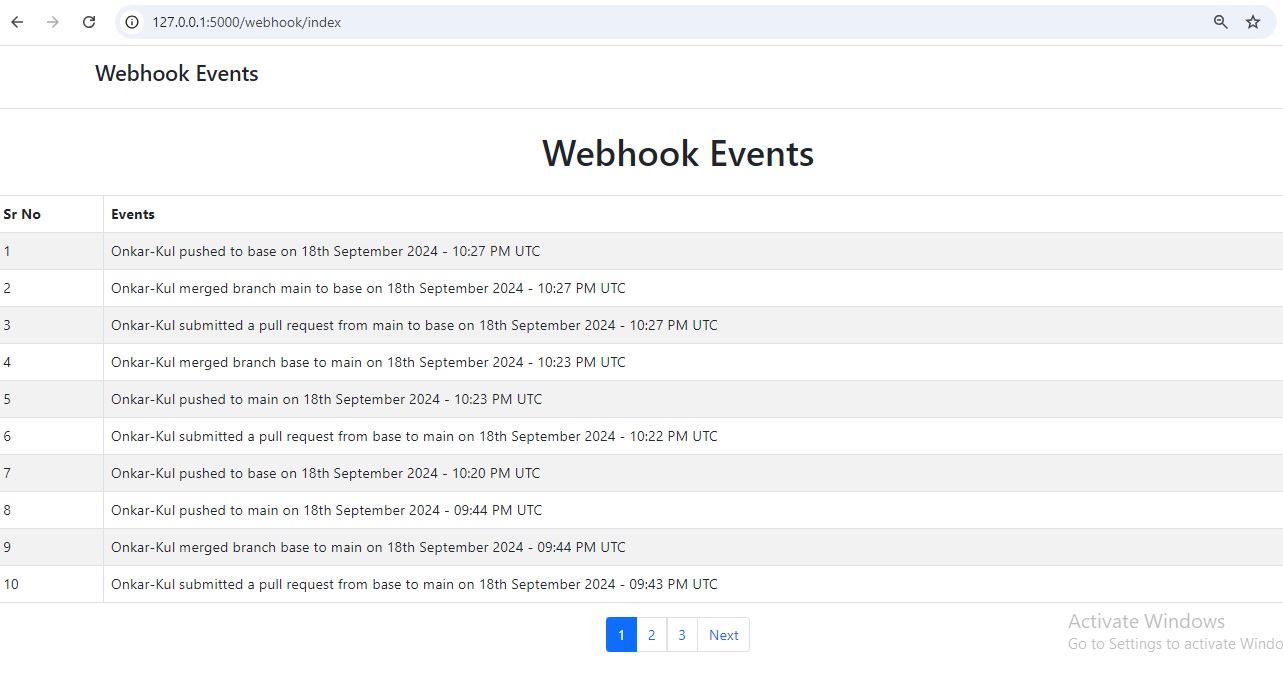 127.0.0.1:5000/webhook/index
Webhook Events
Webhook Events
Sr No Events
1 Onkar-Kul pushed to base on 18th September 2024 - 10:27 PM UTC
2 Onkar-Kul merged branch main to base on 18th September 2024 - 10:27 PM UTC
3 Onkar-Kul submitted a pull request from main to base on 18th September 2024 - 10:27 PM UTC
4 Onkar-Kul merged branch base to main on 18th September 2024 - 10:23 PM UTC
5 Onkar-Kul pushed to main on 18th September 2024 - 10:23 PM UTC
6 Onkar-Kul submitted a pull request from base to main on 18th September 2024 - 10:22 PM UTC
7 Onkar-Kul pushed to base on 18th September 2024 - 10:20 PM UTC
8 Onkar-Kul pushed to main on 18th September 2024 - 09:44 PM UTC
9 Onkar-Kul merged branch base to main on 18th September 2024 - 09:44 PM UTC
10 Onkar-Kul submitted a pull request from base to main on 18th September 2024 - 09:43 PM UTC
1 2 3 Next
Activate Windows
Go to Settings to activate Windo